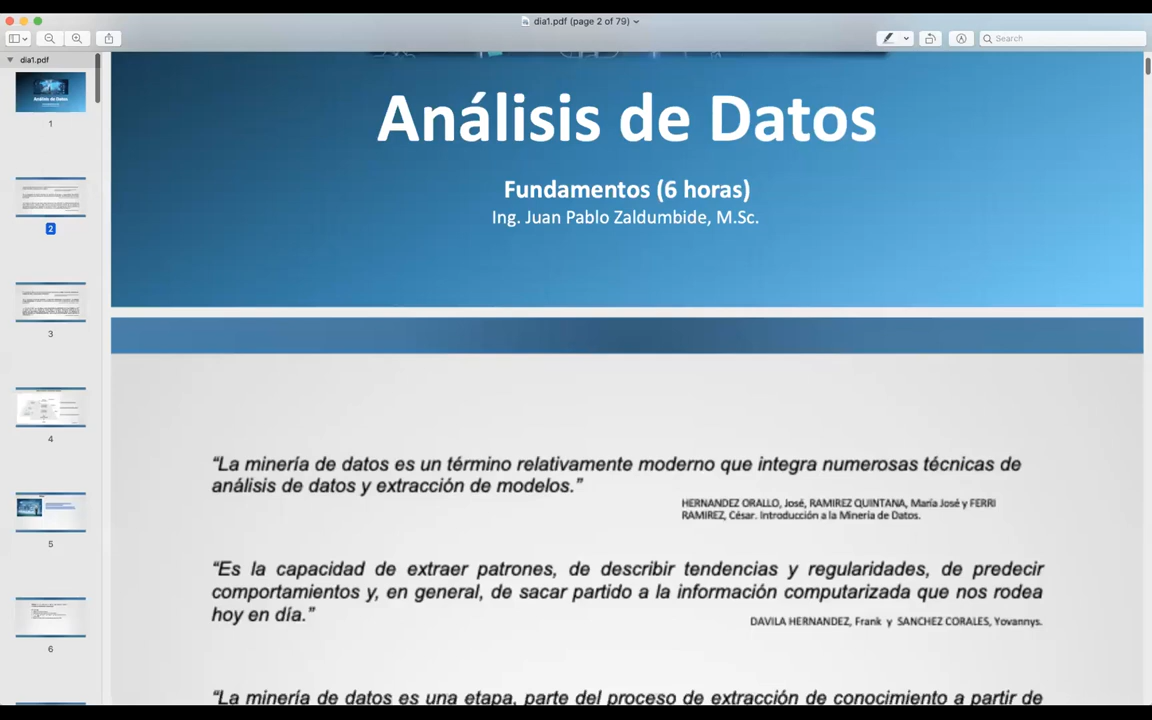 dia1.pdf (page 2 of 79)
Search
dia1.pdf
1
2
3
4
5
6
Análisis de Datos
Fundamentos (6 horas)
Ing. Juan Pablo Zaldumbide, M.Sc.
“La minería de datos es un término relativamente moderno que integra numerosas técnicas de
análisis de datos y extracción de modelos.”
HERNANDEZ ORALLO, José, RAMIREZ QUINTANA, María José y FERRI
RAMIREZ, César. Introducción a la Minería de Datos.
“Es la capacidad de extraer patrones, de describir tendencias y regularidades, de predecir
comportamientos y, en general, de sacar partido a la información computarizada que nos rodea
hoy en día.”
DAVILA HERNANDEZ, Frank y SANCHEZ CORALES, Yovannys.
“La minería de datos es una etapa, parte del proceso de extracción de conocimiento a partir de